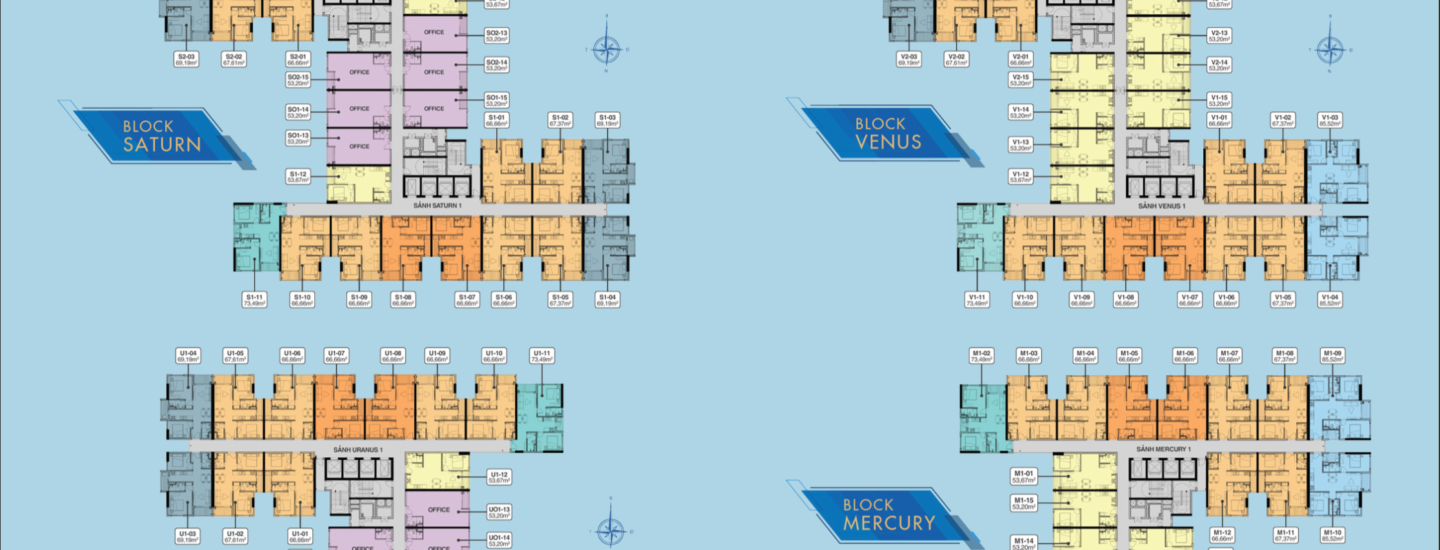 S2-03
69,19m²
S2-02
67,61m²
S2-01
66,66m²
53,20m²
OFFICE
SO2-13
53,20m²
SO2-15
53,20m²
OFFICE
OFFICE
SO2-14
53,20m²
SO1-14
53,20m²
OFFICE
OFFICE
SO1-15
53,20m²
SO1-13
53,20m²
OFFICE
S1-12
53,67m²
S1-01
66,66m²
S1-02
67,37m²
S1-03
69,19m²
BLOCK
SATURN
SẢNH SATURN 1
S1-11
73,49m²
S1-10
66,66m²
S1-09
66,66m²
S1-08
66,66m²
S1-07
66,66m²
S1-06
66,66m²
S1-05
67,37m²
S1-04
69,19m²
V2-03
69,19m²
V2-02
67,61m²
V2-01
66,66m²
53,20m²
V2-13
53,20m²
V2-15
53,20m²
V2-14
53,20m²
V1-14
53,20m²
V1-15
53,20m²
V1-13
53,20m²
V1-12
53,67m²
V1-01
66,66m²
V1-02
67,37m²
V1-03
85,52m²
BLOCK
VENUS
SẢNH VENUS 1
V1-11
73,49m²
V1-10
66,66m²
V1-09
66,66m²
V1-08
66,66m²
V1-07
66,66m²
V1-06
66,66m²
V1-05
67,37m²
V1-04
85,52m²
U1-04
69,19m²
U1-05
67,61m²
U1-06
66,66m²
U1-07
66,66m²
U1-08
66,66m²
U1-09
66,66m²
U1-10
66,66m²
U1-11
73,49m²
SẢNH URANUS 1
U1-12
53,67m²
OFFICE
UO1-13
53,20m²
UO1-14
53,20m²
OFFICE
OFFICE
U1-03
69,19m²
U1-02
67,61m²
U1-01
66,66m²
M1-02
73,49m²
M1-03
66,66m²
M1-04
66,66m²
M1-05
66,66m²
M1-06
66,66m²
M1-07
66,66m²
M1-08
67,37m²
M1-09
85,52m²
SẢNH MERCURY 1
M1-01
53,67m²
M1-15
53,20m²
M1-14
53,20m²
BLOCK
MERCURY
M1-12
66,66m²
M1-11
67,37m²
M1-10
85,52m²